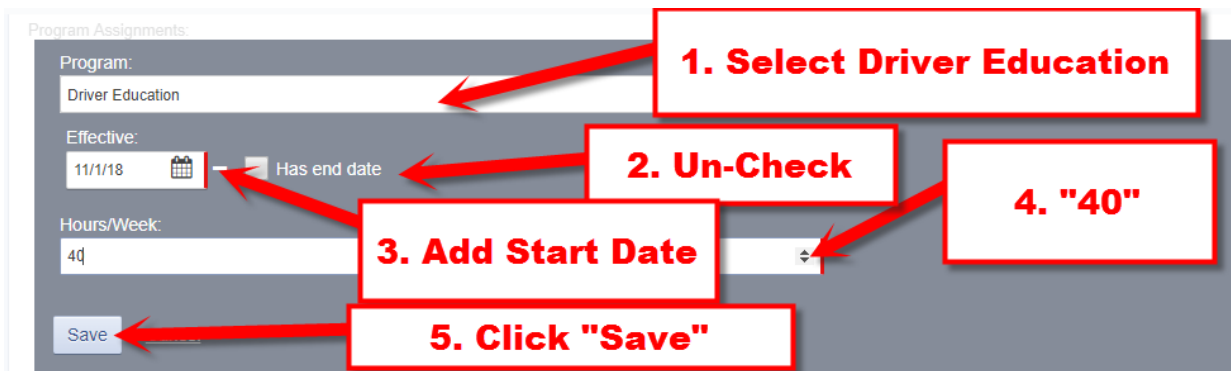 Program Assignments:
Program:
1. Select Driver Education
Driver Education
Effective:
11/1/18
Has end date
2. Un-Check
4. "40"
Hours/Week:
40
3. Add Start Date
Save
5. Click "Save"